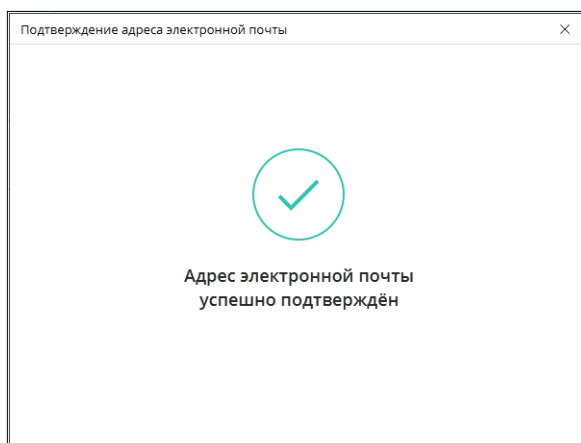 Подтверждение адреса электронной почты
Адрес электронной почты
успешно подтверждён